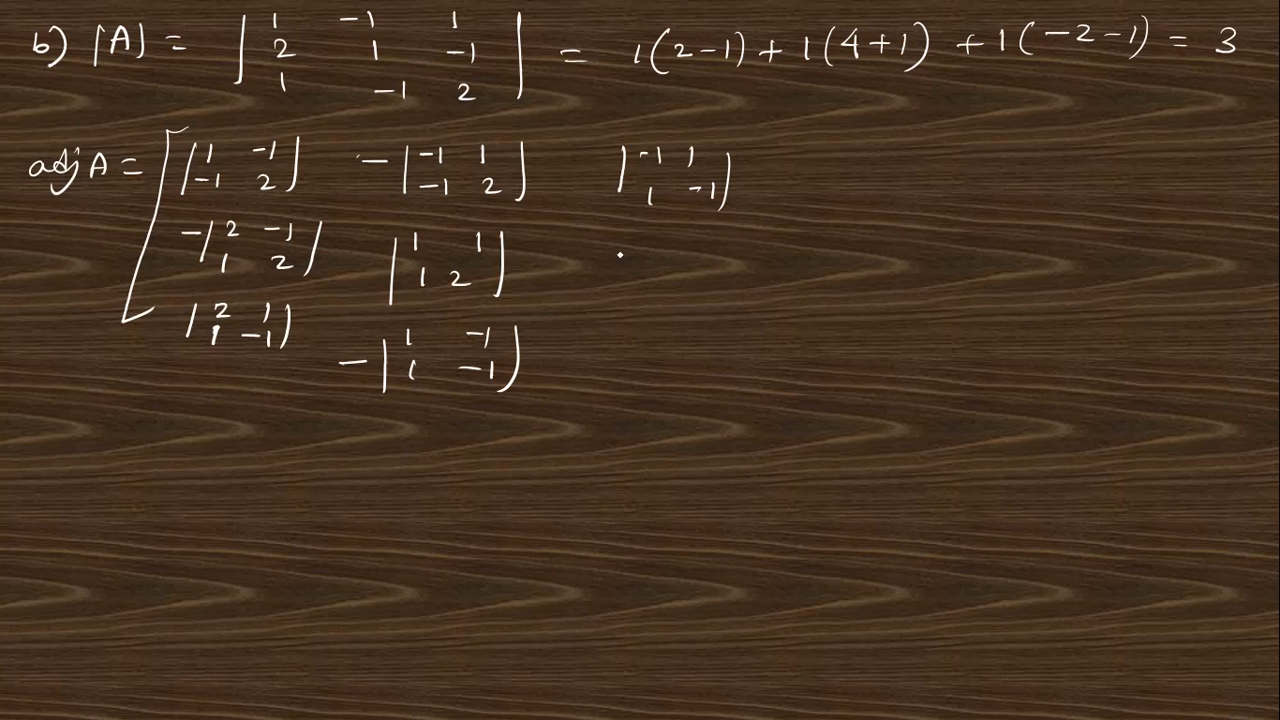 b) |A| = | 1 -1 1 | = 1(2-1) + 1(4+1) + 1(-2-1) = 3
2 1 -1
1 -1 2
adj A = [ | 1 -1 | - | -1 1 | | -1 1 |
| -1 2 | | -1 2 | | 1 -1 |
- | 2 -1 | | 1 1 |
| 1 2 | | 1 2 |
| 2 1 | - | 1 -1 |
| 1 -1 | | 1 -1 |